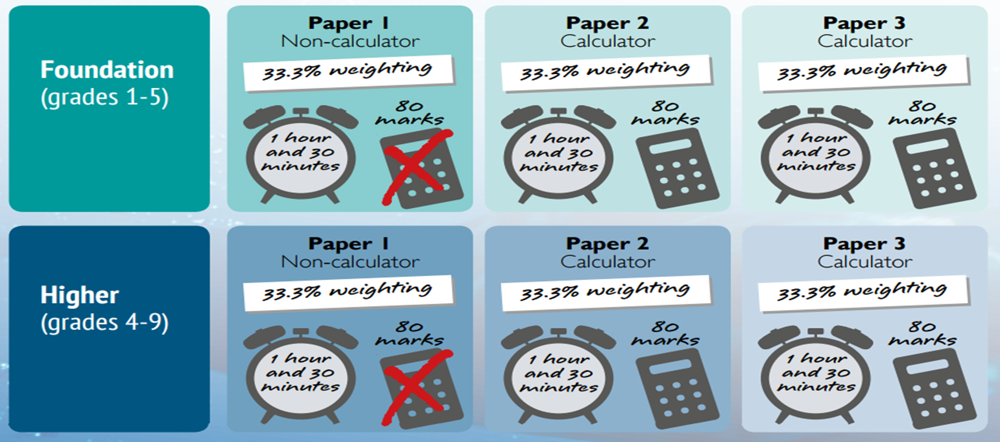 Foundation
(grades 1-5)
Paper 1
Non-calculator
33.3% weighting
80
marks
1 hour
and 30
minutes
Paper 2
Calculator
33.3% weighting
80
marks
1 hour
and 30
minutes
Paper 3
Calculator
33.3% weighting
80
marks
1 hour
and 30
minutes
Higher
(grades 4-9)
Paper 1
Non-calculator
33.3% weighting
80
marks
1 hour
and 30
minutes
Paper 2
Calculator
33.3% weighting
80
marks
1 hour
and 30
minutes
Paper 3
Calculator
33.3% weighting
80
marks
1 hour
and 30
minutes